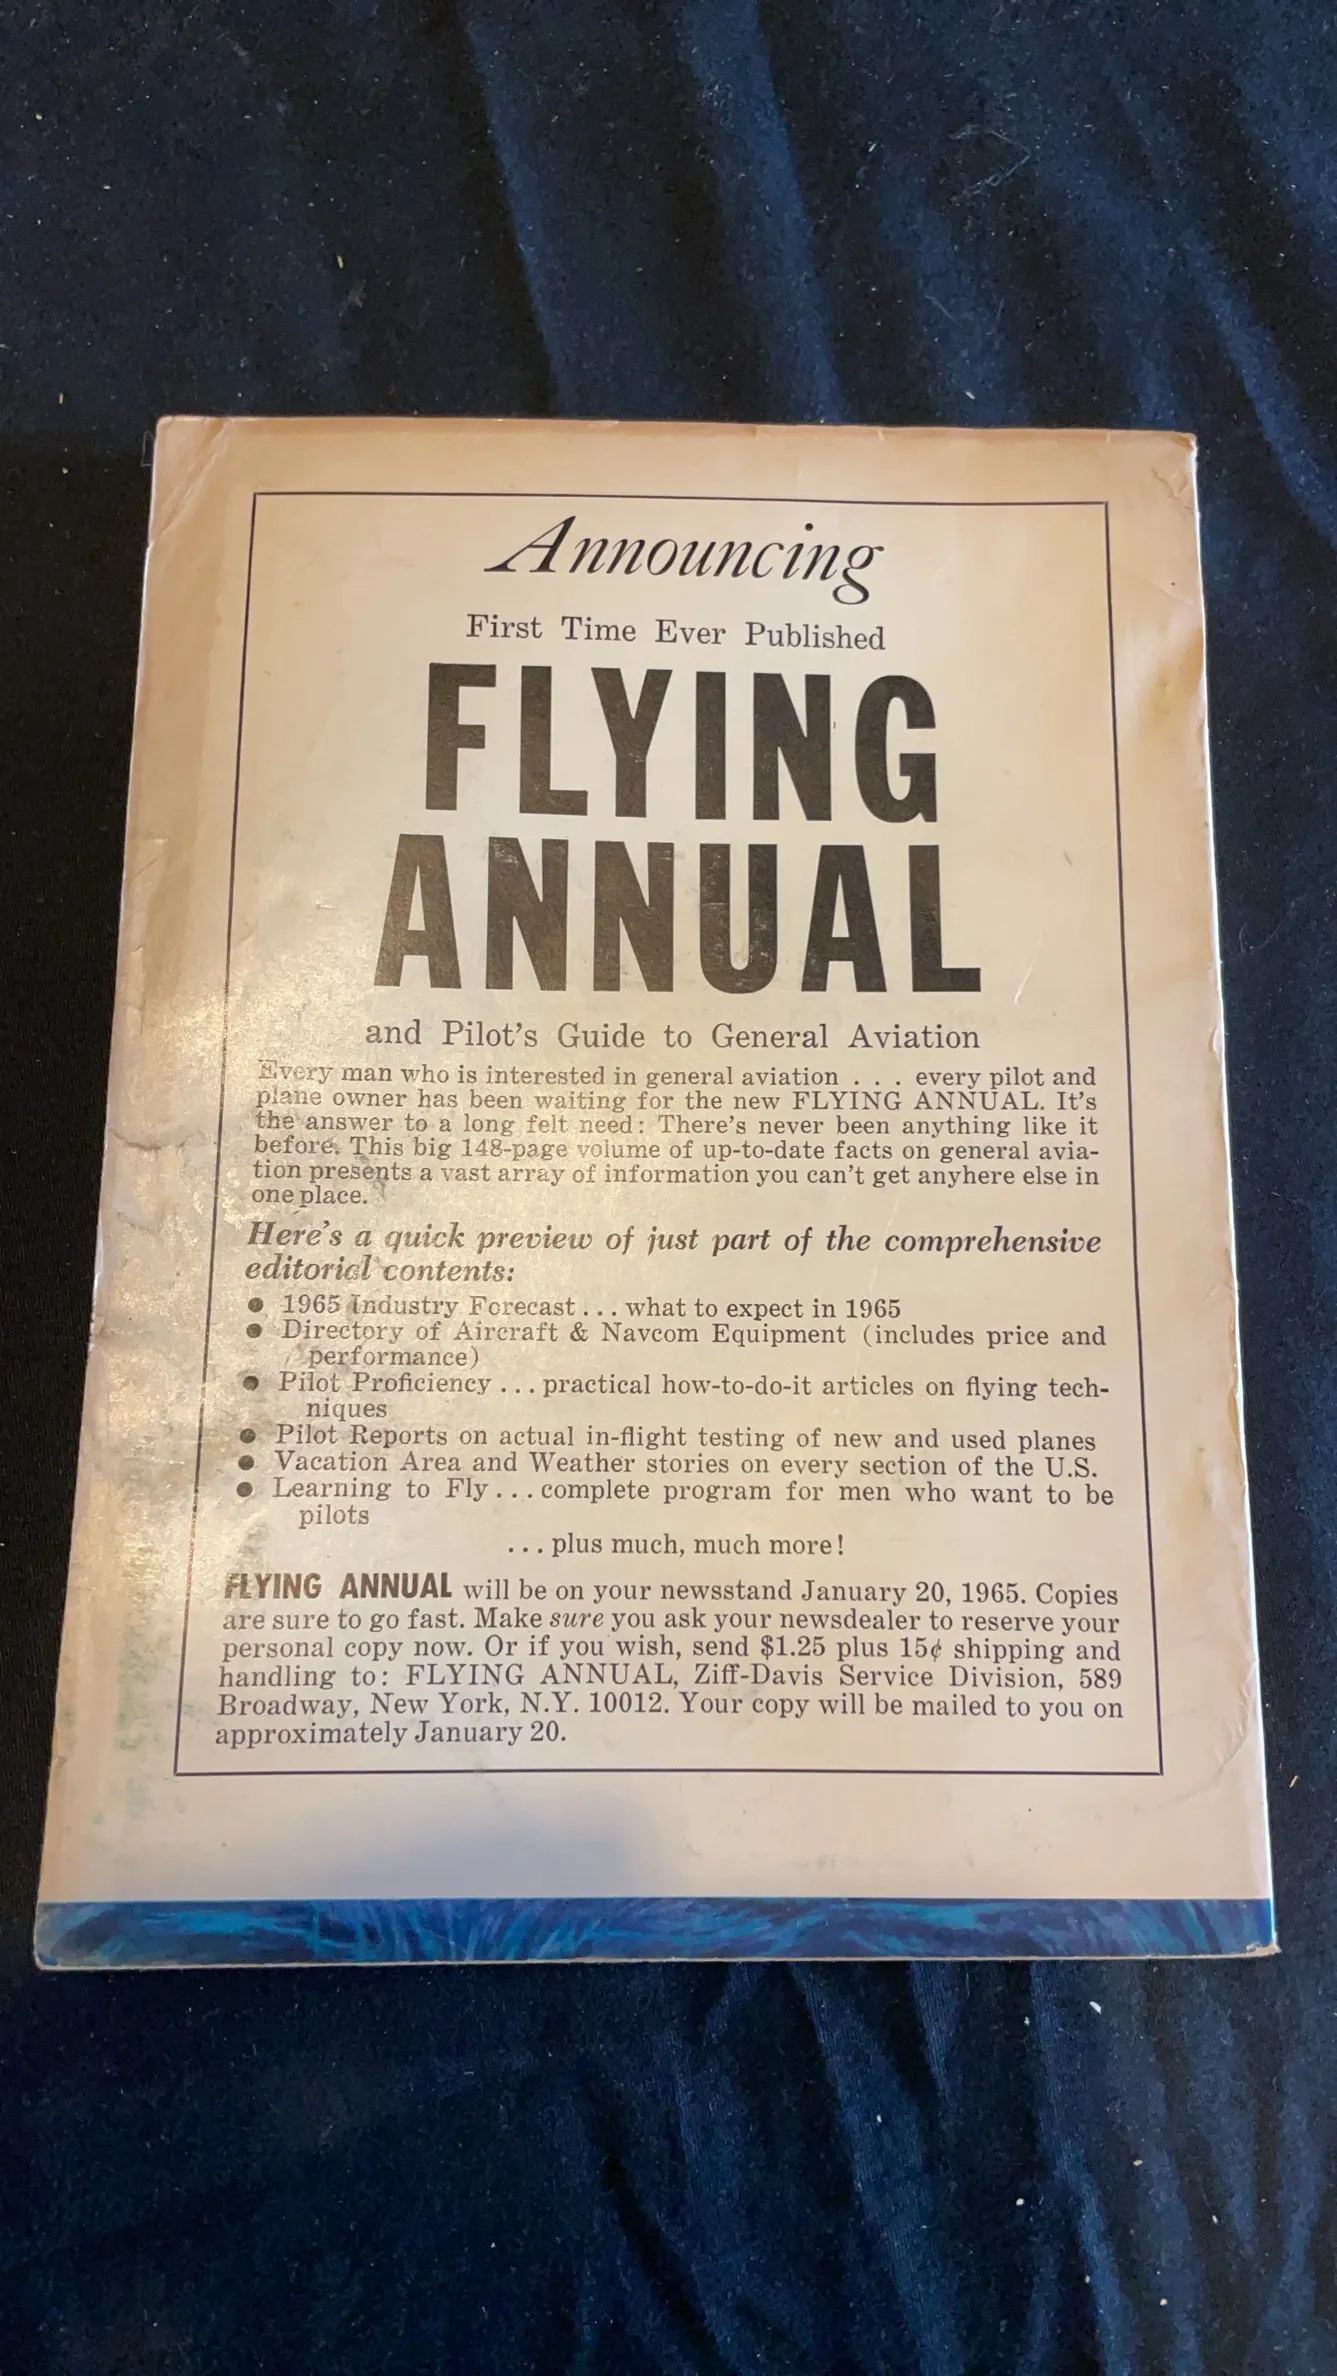 Announcing
First Time Ever Published
FLYING
ANNUAL
and Pilot's Guide to General Aviation
Every man who is interested in general aviation . . . every pilot and
plane owner has been waiting for the new FLYING ANNUAL. It's
the answer to a long felt need: There's never been anything like it
before. This big 148-page volume of up-to-date facts on general avia-
tion presents a vast array of information you can't get anyhere else in
one place.
Here's a quick preview of just part of the comprehensive
editorial contents:
● 1965 Industry Forecast . . . what to expect in 1965
● Directory of Aircraft & Navcom Equipment (includes price and
performance)
● Pilot Proficiency . . . practical how-to-do-it articles on flying tech-
niques
● Pilot Reports on actual in-flight testing of new and used planes
● Vacation Area and Weather stories on every section of the U.S.
● Learning to Fly . . . complete program for men who want to be
pilots
. . . plus much, much more!
FLYING ANNUAL will be on your newsstand January 20, 1965. Copies
are sure to go fast. Make sure you ask your newsdealer to reserve your
personal copy now. Or if you wish, send $1.25 plus 15¢ shipping and
handling to: FLYING ANNUAL, Ziff-Davis Service Division, 589
Broadway, New York, N.Y. 10012. Your copy will be mailed to you on
approximately January 20.